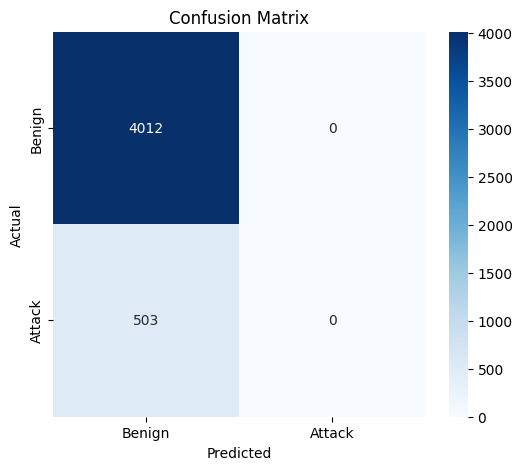 Confusion Matrix
Actual
Benign
Attack
4012
0
503
0
Benign
Attack
Predicted
4000
3500
3000
2500
2000
1500
1000
500
0